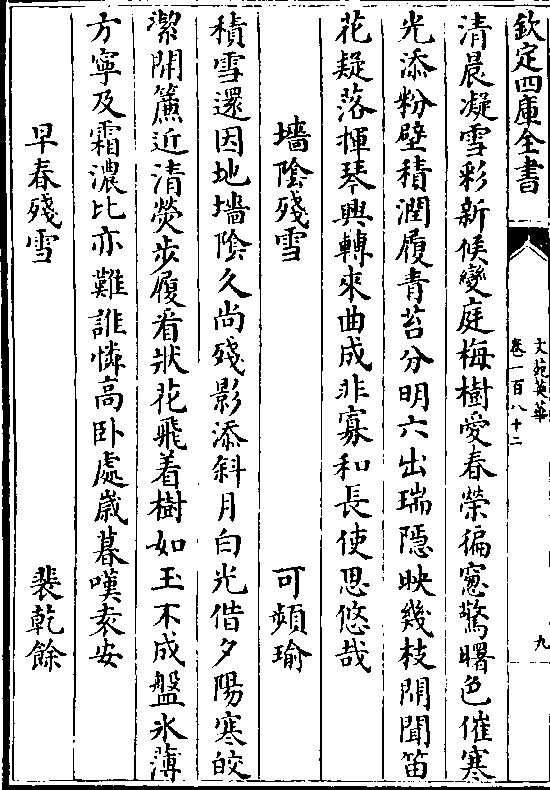 欽定四庫全書
文苑英華
卷一百八十二
九
清晨凝雪彩新候變庭梅樹愛春榮徧窓驚曙色催寒
光添粉壁積潤履青苔分明六出瑞隱映幾枝開聞笛
花疑落揮琴興轉來曲成非寡和長使思悠哉
墻陰殘雪
可頻瑜
積雪還因地墻陰久尚殘影添斜月白光借夕陽寒皎
潔開簾近清熒步履看狀花飛着樹如玉不成盤氷薄
方寧及霜濃比亦難誰憐高卧處歲暮嘆袁安
早春殘雪
裴乾餘